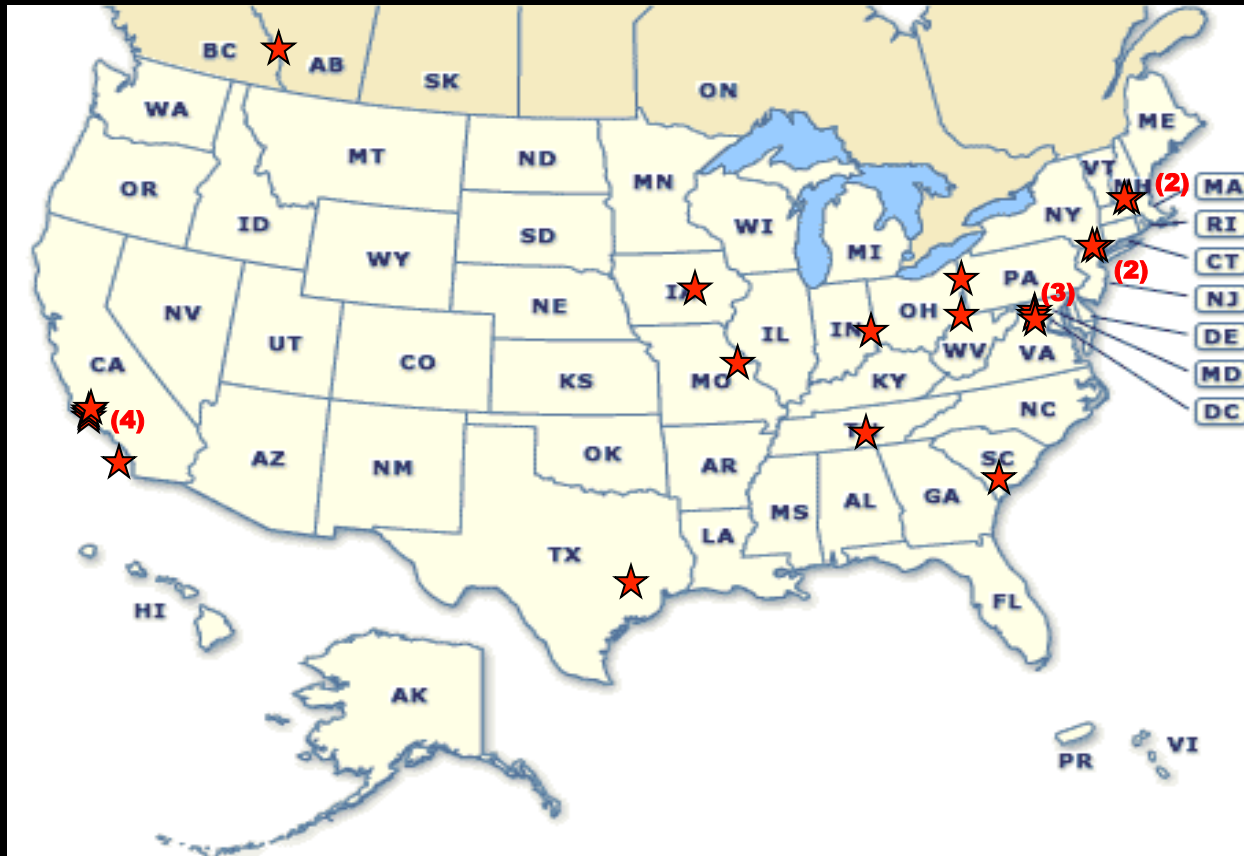 BC
AB
SK
ON
WA
MT
ND
MN
ME
VT
NH
(2)
MA
OR
ID
SD
WI
MI
NY
RI
WY
CT
IA
NE
PA
(2)
(3)
NJ
NV
UT
CO
IL
IN
OH
DE
CA
KS
MO
KY
WV
VA
MD
(4)
NC
DC
AZ
NM
OK
AR
TN
SC
MS
AL
GA
LA
TX
FL
HI
AK
PR
VI